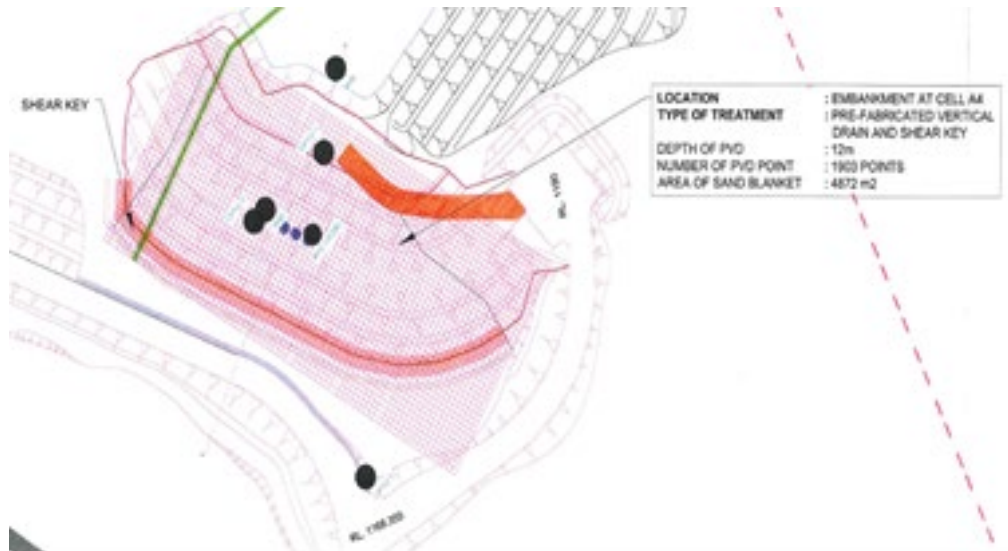 SHEAR KEY
LOCATION : EMBANKMENT AT CELL A4
TYPE OF TREATMENT : PRE-FABRICATED VERTICAL
DRAIN AND SHEAR KEY
DEPTH OF PVD : 12m
NUMBER OF PVD POINT : 1903 POINTS
AREA OF SAND BLANKET : 4872 m2
RL